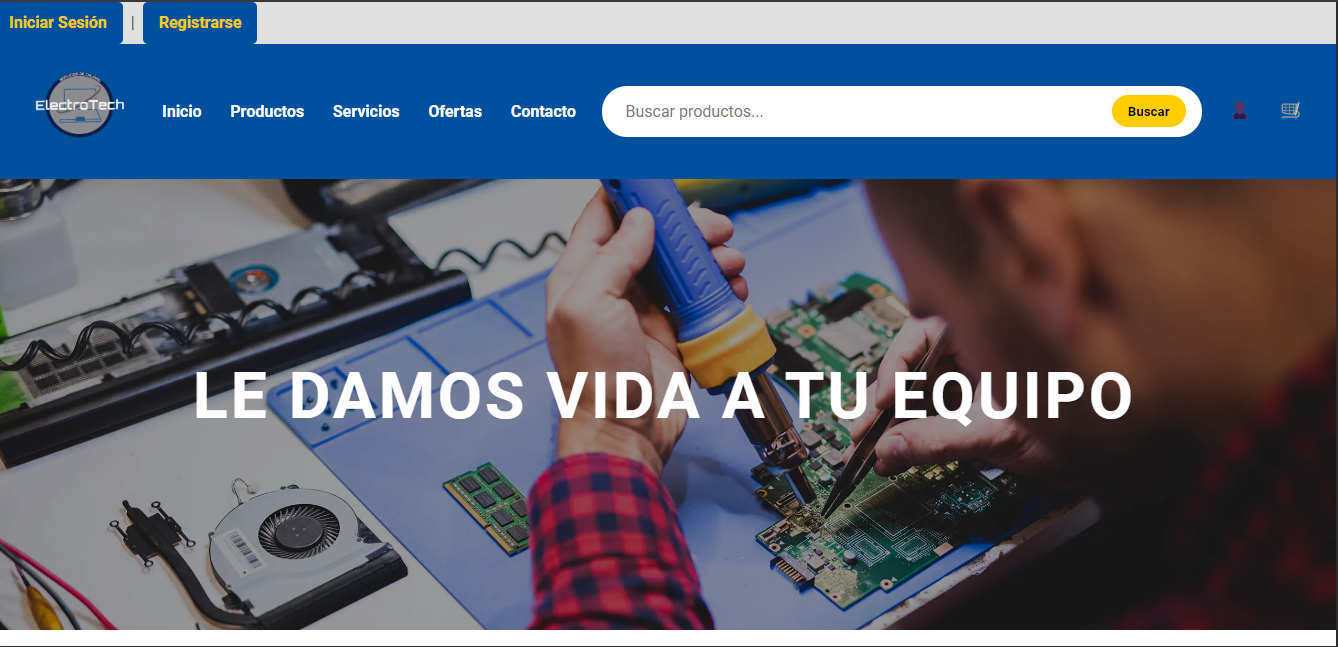 Iniciar Sesión | Registrarse
ElectroTech
Inicio Productos Servicios Ofertas Contacto Buscar productos... Buscar
LE DAMOS VIDA A TU EQUIPO